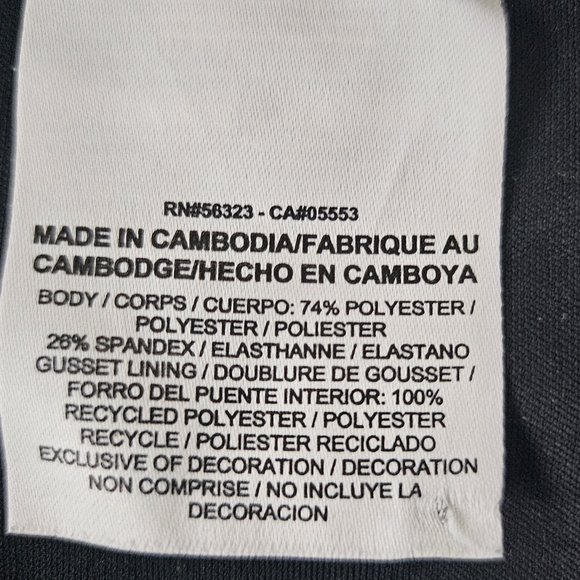 RN#56323 - CA#05553
MADE IN CAMBODIA/FABRIQUE AU
CAMBODGE/HECHO EN CAMBOYA
BODY / CORPS / CUERPO: 74% POLYESTER /
POLYESTER / POLIESTER
26% SPANDEX / ELASTHANNE / ELASTANO
GUSSET LINING / DOUBLURE DE GOUSSET /
FORRO DEL PUENTE INTERIOR: 100%
RECYCLED POLYESTER / POLYESTER
RECYCLE / POLIESTER RECICLADO
EXCLUSIVE OF DECORATION / DECORATION
NON COMPRISE / NO INCLUYE LA
DECORACION